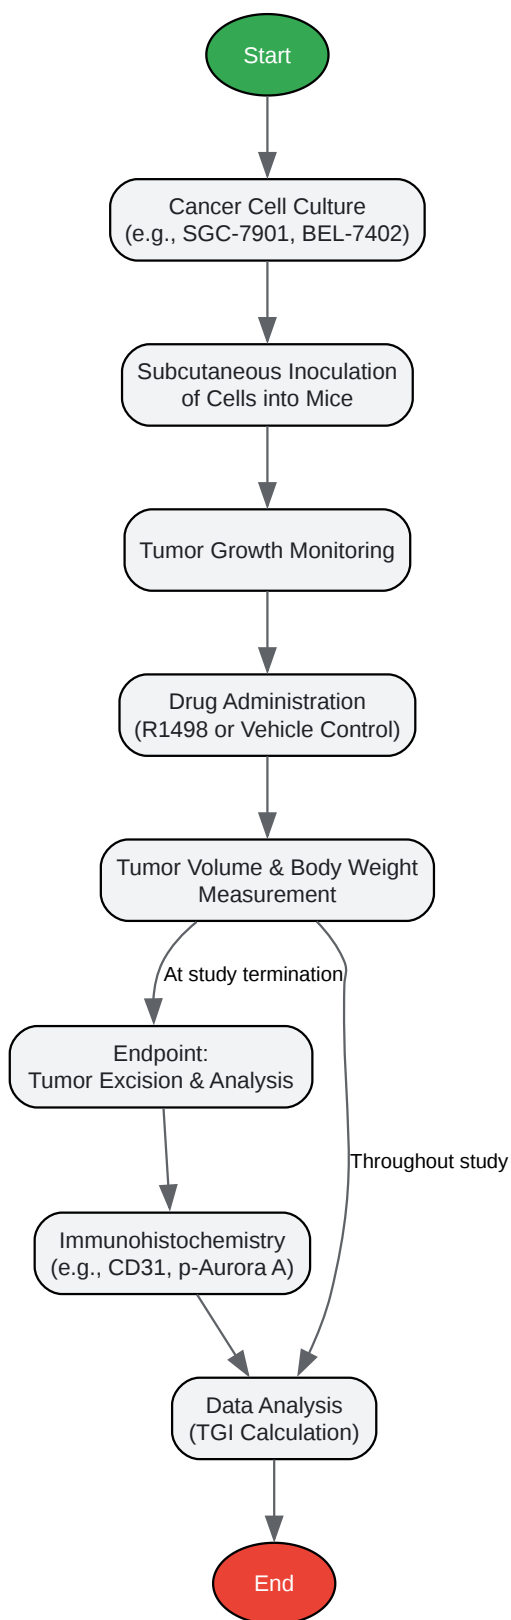 Start
Cancer Cell Culture
(e.g., SGC-7901, BEL-7402)
Subcutaneous Inoculation
of Cells into Mice
Tumor Growth Monitoring
Drug Administration
(R1498 or Vehicle Control)
Tumor Volume & Body Weight
Measurement
At study termination
Endpoint:
Tumor Excision & Analysis
Throughout study
Immunohistochemistry
(e.g., CD31, p-Aurora A)
Data Analysis
(TGI Calculation)
End